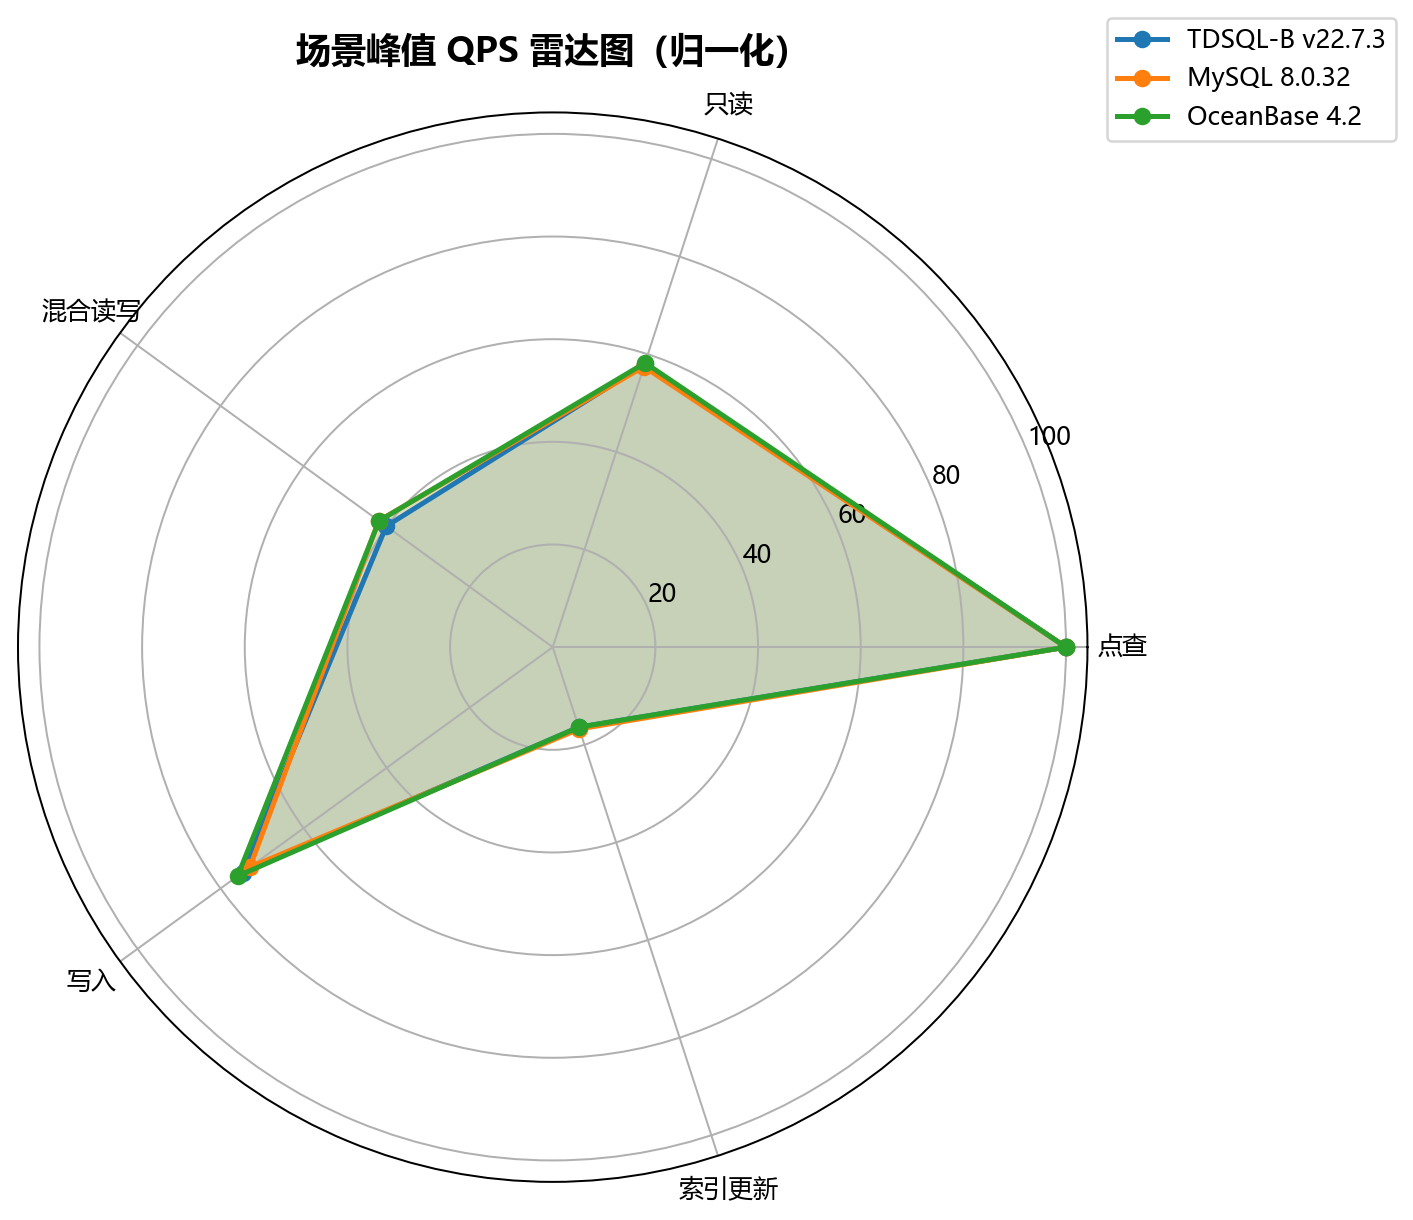 场景峰值 QPS 雷达图（归一化）
TDSQL-B v22.7.3
MySQL 8.0.32
OceanBase 4.2
只读
混合读写
100
80
60
40
20
点查
写入
索引更新